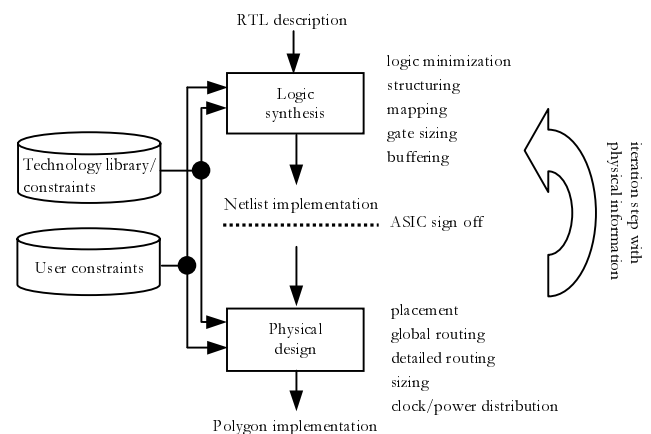 RTL description
Logic
synthesis
logic minimization
structuring
mapping
gate sizing
buffering
Technology library/
constraints
Netlist implementation
ASIC sign off
User constraints
iteration step with
physical information
Physical
design
placement
global routing
detailed routing
sizing
clock/power distribution
Polygon implementation